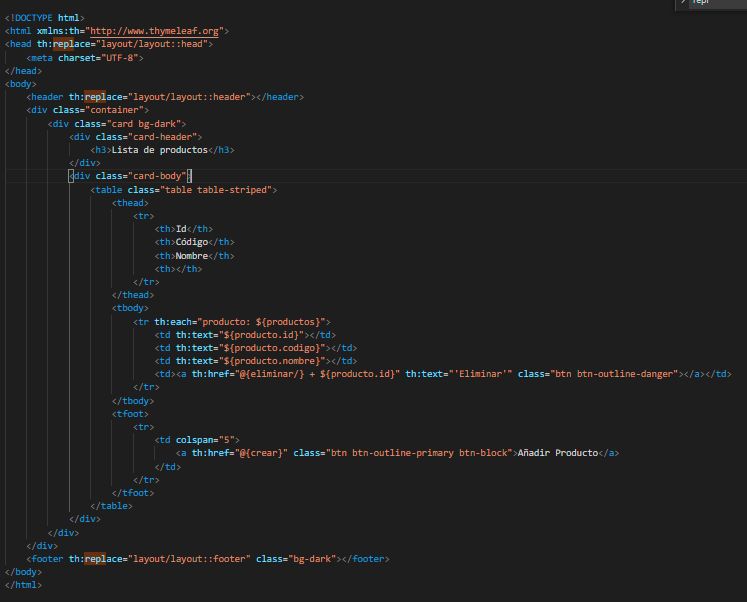 repl
<!DOCTYPE html>
<html xmlns:th="http://www.thymeleaf.org">
<head th:replace="layout/layout::head">
    <meta charset="UTF-8">
</head>
<body>
    <header th:replace="layout/layout::header"></header>
    <div class="container">
        <div class="card bg-dark">
            <div class="card-header">
                <h3>Lista de productos</h3>
            </div>
            <div class="card-body">
                <table class="table table-striped">
                    <thead>
                        <tr>
                            <th>Id</th>
                            <th>Código</th>
                            <th>Nombre</th>
                            <th></th>
                        </tr>
                    </thead>
                    <tbody>
                        <tr th:each="producto: ${productos}">
                            <td th:text="${producto.id}"></td>
                            <td th:text="${producto.codigo}"></td>
                            <td th:text="${producto.nombre}"></td>
                            <td><a th:href="@{eliminar/} + ${producto.id}" th:text="'Eliminar'" class="btn btn-outline-danger"></a></td>
                        </tr>
                    </tbody>
                    <tfoot>
                        <tr>
                            <td colspan="5">
                                <a th:href="@{crear}" class="btn btn-outline-primary btn-block">Añadir Producto</a>
                            </td>
                        </tr>
                    </tfoot>
                </table>
            </div>
        </div>
    </div>
    <footer th:replace="layout/layout::footer" class="bg-dark"></footer>
</body>
</html>